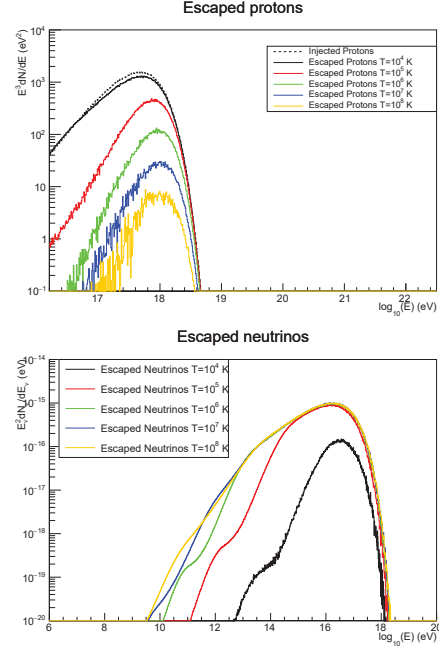 Escaped protons
E³dN/dE (eV²)
10⁴
10³
10²
10
1
10⁻¹
Injected Protons
Escaped Protons T=10⁴ K
Escaped Protons T=10⁵ K
Escaped Protons T=10⁶ K
Escaped Protons T=10⁷ K
Escaped Protons T=10⁸ K
17 18 19 20 21 22
log₁₀(E) (eV)
Escaped neutrinos
E²ᵥdNᵥ/dEᵥ (eV)
10⁻¹⁴
10⁻¹⁵
10⁻¹⁶
10⁻¹⁷
10⁻¹⁸
10⁻¹⁹
10⁻²⁰
Escaped Neutrinos T=10⁴ K
Escaped Neutrinos T=10⁵ K
Escaped Neutrinos T=10⁶ K
Escaped Neutrinos T=10⁷ K
Escaped Neutrinos T=10⁸ K
6 8 10 12 14 16 18 20
log₁₀(E) (eV)